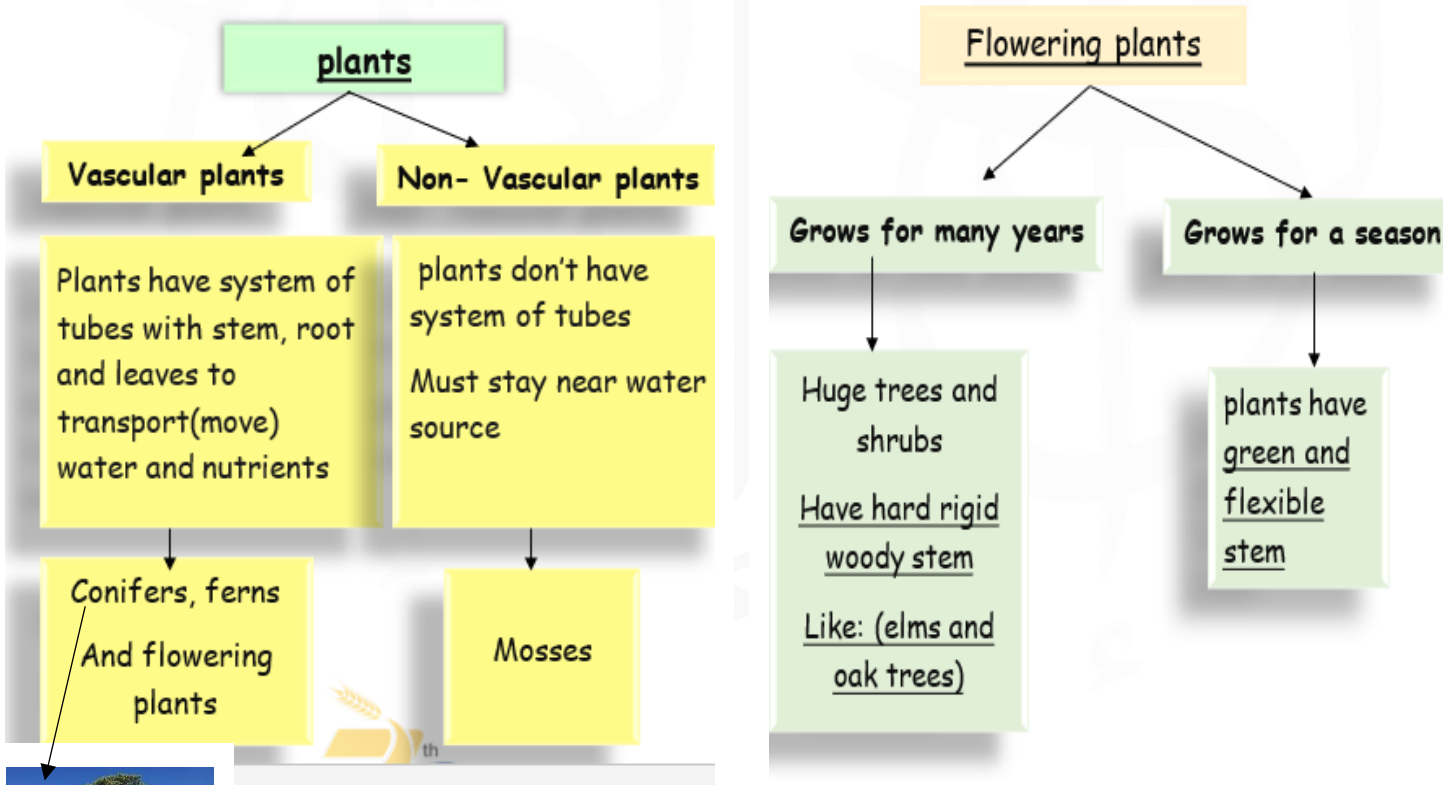 plants
Vascular plants
Non- Vascular plants
Plants have system of
tubes with stem, root
and leaves to
transport(move)
water and nutrients
plants don't have
system of tubes
Must stay near water
source
Conifers, ferns
And flowering
plants
Mosses
th
Flowering plants
Grows for many years
Grows for a season
Huge trees and
shrubs
Have hard rigid
woody stem
Like: (elms and
oak trees)
plants have
green and
flexible
stem